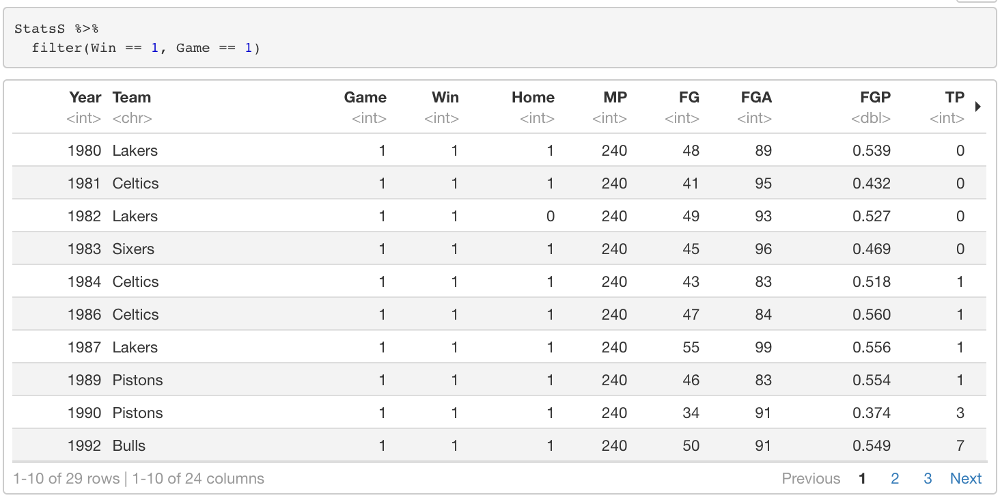 StatsS %>%
filter(Win == 1, Game == 1)
Year Team Game Win Home MP FG FGA FGP TP
<int> <chr> <int> <int> <int> <int> <int> <int> <dbl> <int>
1980 Lakers 1 1 1 240 48 89 0.539 0
1981 Celtics 1 1 1 240 41 95 0.432 0
1982 Lakers 1 1 0 240 49 93 0.527 0
1983 Sixers 1 1 1 240 45 96 0.469 0
1984 Celtics 1 1 1 240 43 83 0.518 1
1986 Celtics 1 1 1 240 47 84 0.560 1
1987 Lakers 1 1 1 240 55 99 0.556 1
1989 Pistons 1 1 1 240 46 83 0.554 1
1990 Pistons 1 1 1 240 34 91 0.374 3
1992 Bulls 1 1 1 240 50 91 0.549 7
1-10 of 29 rows | 1-10 of 24 columns Previous 1 2 3 Next